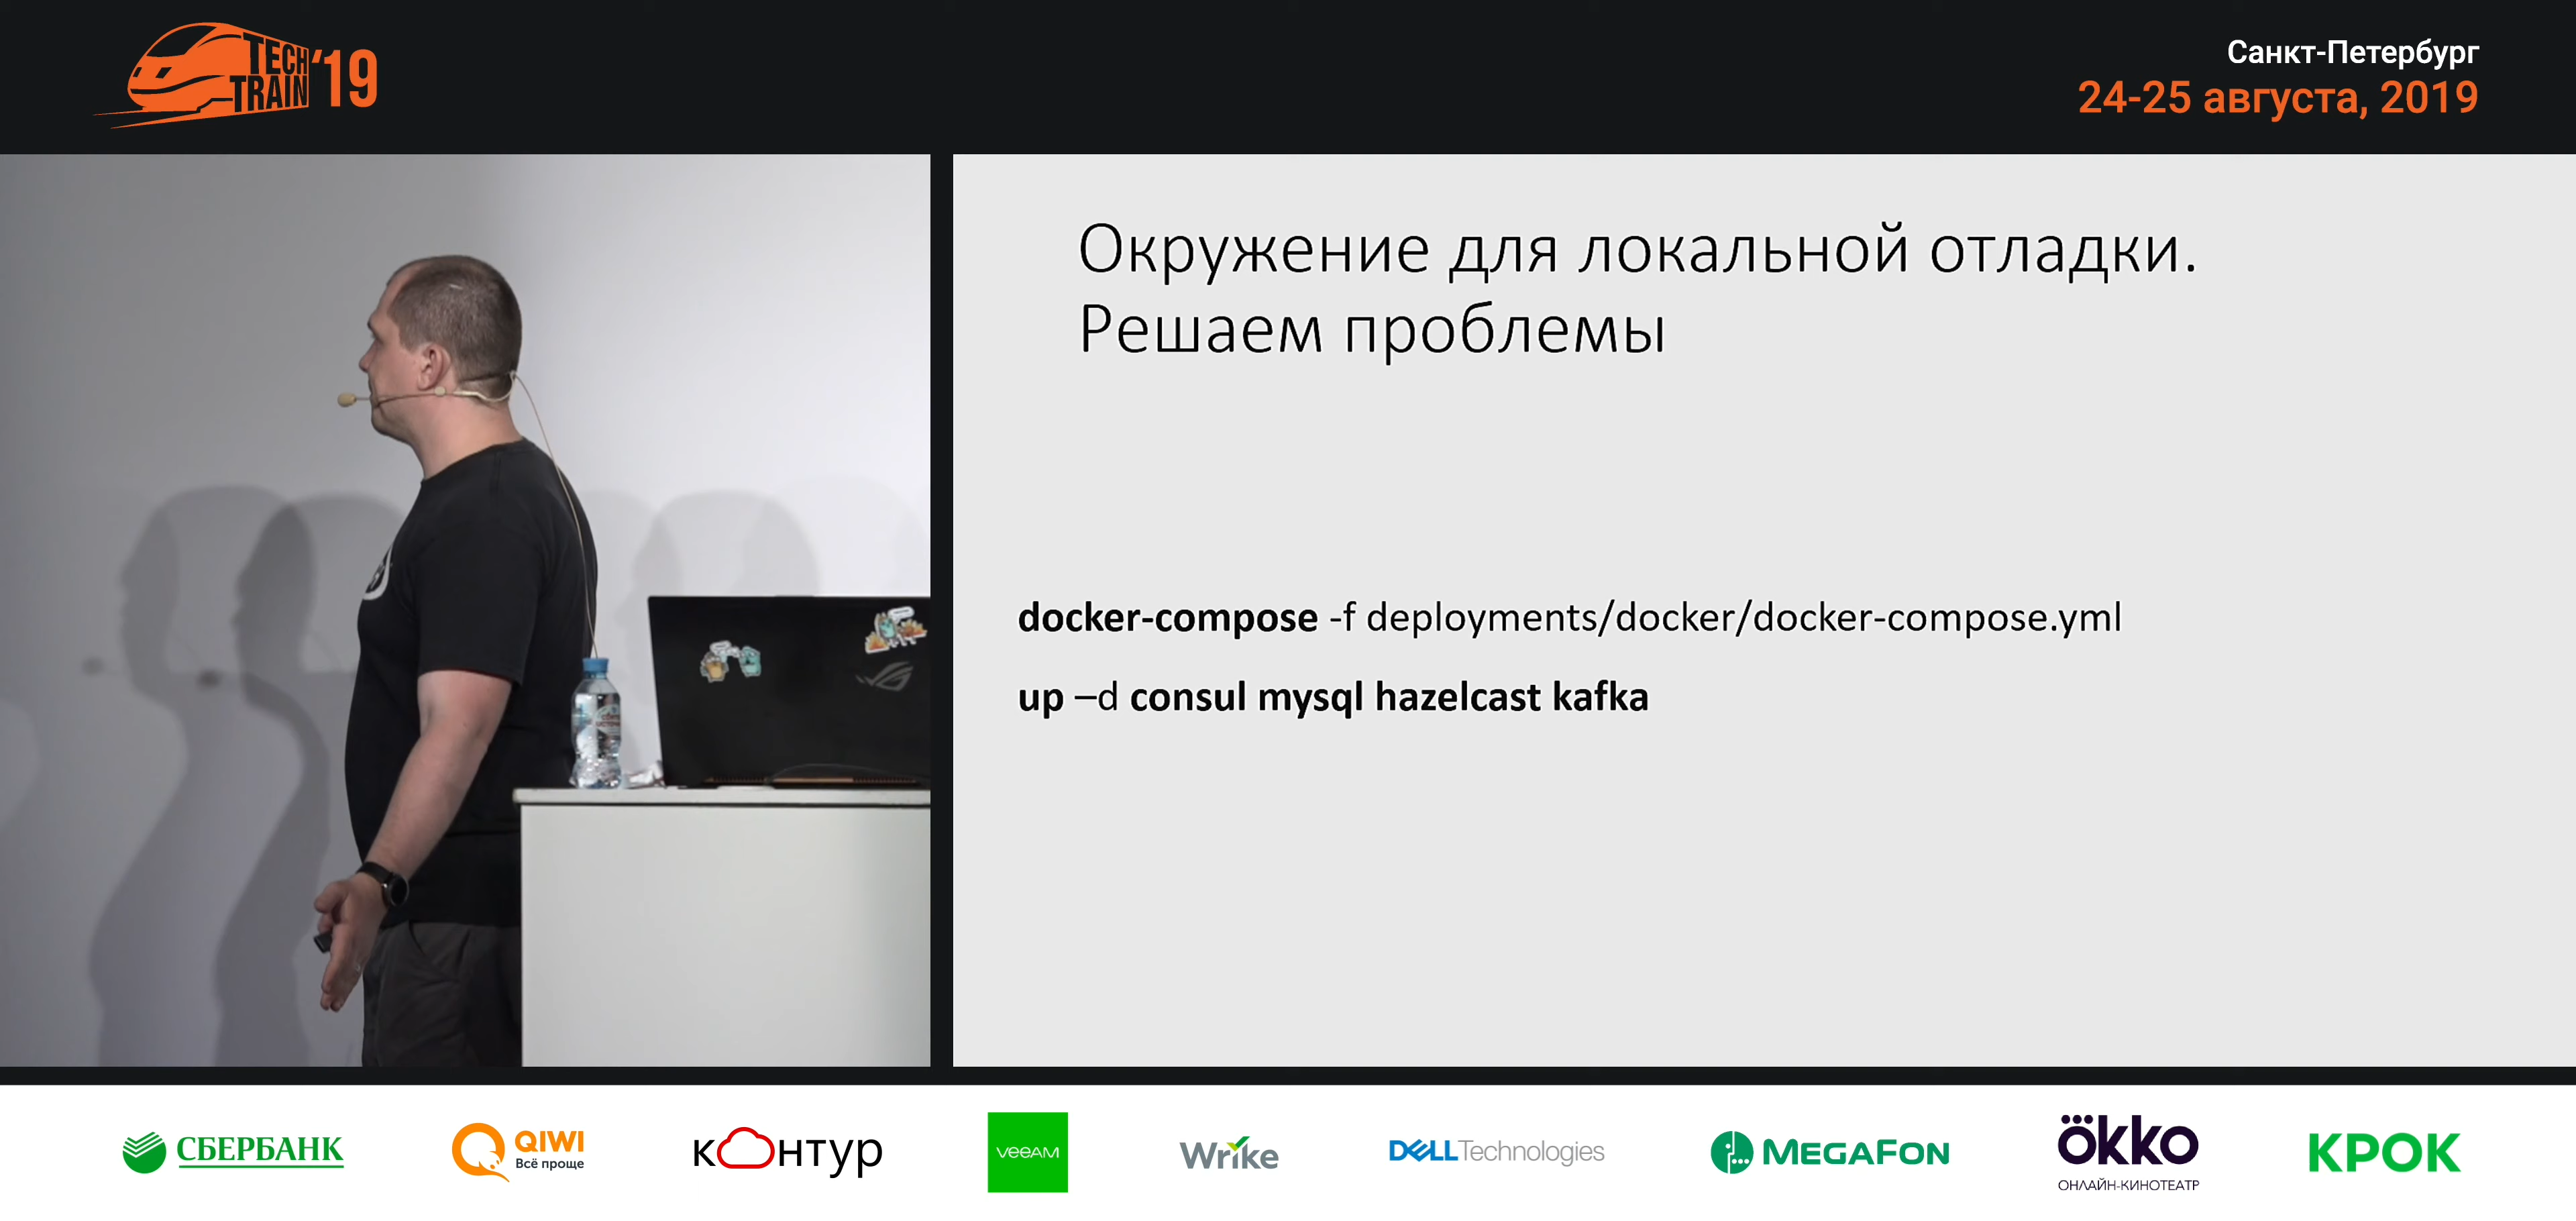 TECH
TRAIN '19
Санкт-Петербург
24-25 августа, 2019
Окружение для локальной отладки.
Решаем проблемы
docker-compose -f deployments/docker/docker-compose.yml
up –d consul mysql hazelcast kafka
СБЕРБАНК
QIWI
Всё проще
контур
veeam
Wrike
DELL Technologies
MEGAFON
ökko
ОНЛАЙН-КИНОТЕАТР
КРОК